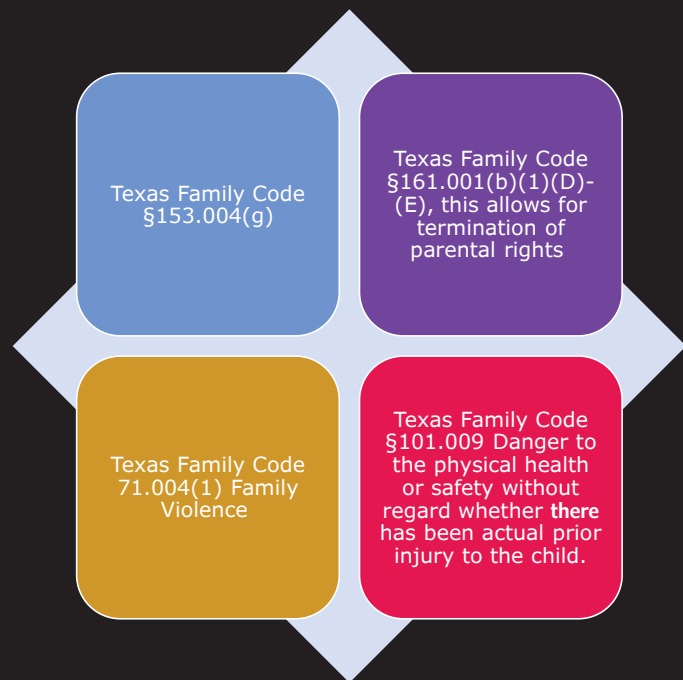 Texas Family Code
§153.004(g)
Texas Family Code
§161.001(b)(1)(D)-
(E), this allows for
termination of
parental rights
Texas Family Code
71.004(1) Family
Violence
Texas Family Code
§101.009 Danger to
the physical health
or safety without
regard whether there
has been actual prior
injury to the child.